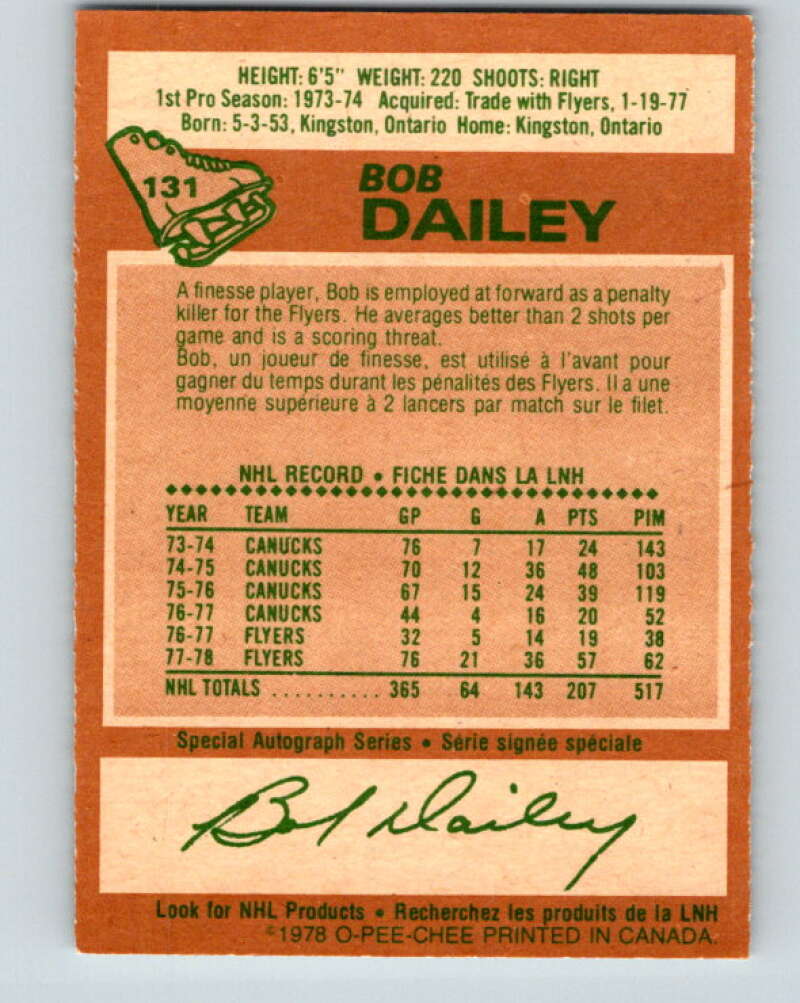 HEIGHT: 6'5" WEIGHT: 220 SHOOTS: RIGHT
1st Pro Season: 1973-74 Acquired: Trade with Flyers, 1-19-77
Born: 5-3-53, Kingston, Ontario Home: Kingston, Ontario
131
BOB
DAILEY
A finesse player, Bob is employed at forward as a penalty
killer for the Flyers. He averages better than 2 shots per
game and is a scoring threat.
Bob, un joueur de finesse, est utilisé à l'avant pour
gagner du temps durant les pénalités des Flyers. Il a une
moyenne supérieure à 2 lancers par match sur le filet.
NHL RECORD • FICHE DANS LA LNH
YEAR TEAM GP G A PTS PIM
73-74 CANUCKS 76 7 17 24 143
74-75 CANUCKS 70 12 36 48 103
75-76 CANUCKS 67 15 24 39 119
76-77 CANUCKS 44 4 16 20 52
76-77 FLYERS 32 5 14 19 38
77-78 FLYERS 76 21 36 57 62
NHL TOTALS .......... 365 64 143 207 517
Special Autograph Series • Série signée spéciale
Bob Dailey
Look for NHL Products • Recherchez les produits de la LNH
©1978 O-PEE-CHEE PRINTED IN CANADA.